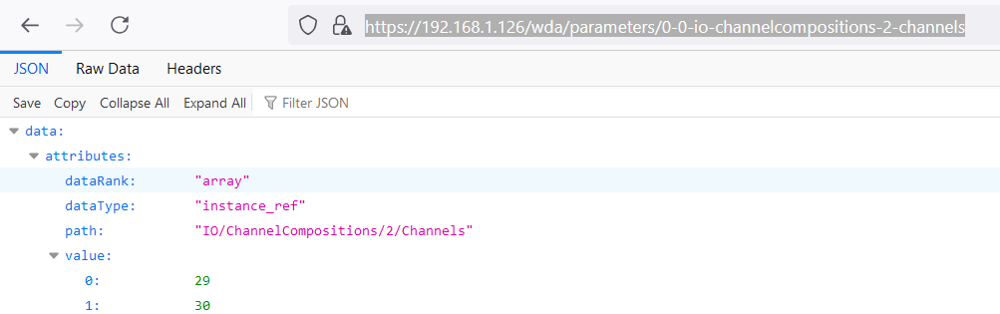 https://192.168.1.126/wda/parameters/0-0-io-channelcompositions-2-channels
JSON Raw Data Headers
Save Copy Collapse All Expand All Filter JSON
data:
attributes:
dataRank: "array"
dataType: "instance_ref"
path: "IO/ChannelCompositions/2/Channels"
value:
0: 29
1: 30